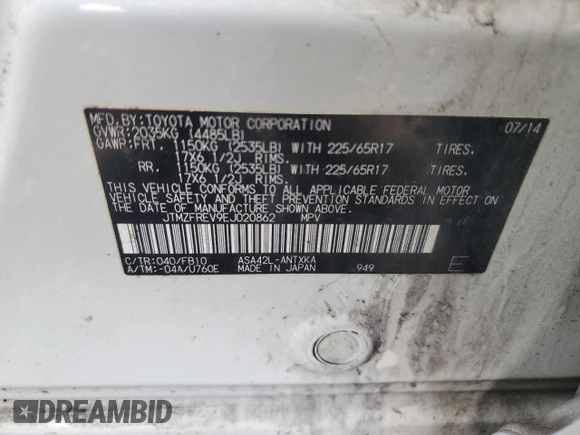 MFD.BY:TOYOTA MOTOR CORPORATION 07/14
GVWR:2035KG (4485LB)
GAWR:FRT. 1150KG (2535LB) WITH 225/65R17 TIRES.
17X6 1/2J RIMS.
RR. 1150KG (2535LB) WITH 225/65R17 TIRES.
17X6 1/2J RIMS.
THIS VEHICLE CONFORMS TO ALL APPLICABLE FEDERAL MOTOR
VEHICLE SAFETY AND THEFT PREVENTION STANDARDS IN EFFECT
ON THE DATE OF MANUFACTURE SHOWN ABOVE.
JTMZFREV9EJ020862 MPV
C/TR:040/FB10 ASA42L-ANTXKA
A/TM:-04A/U760E MADE IN JAPAN 949 E
DREAMBID